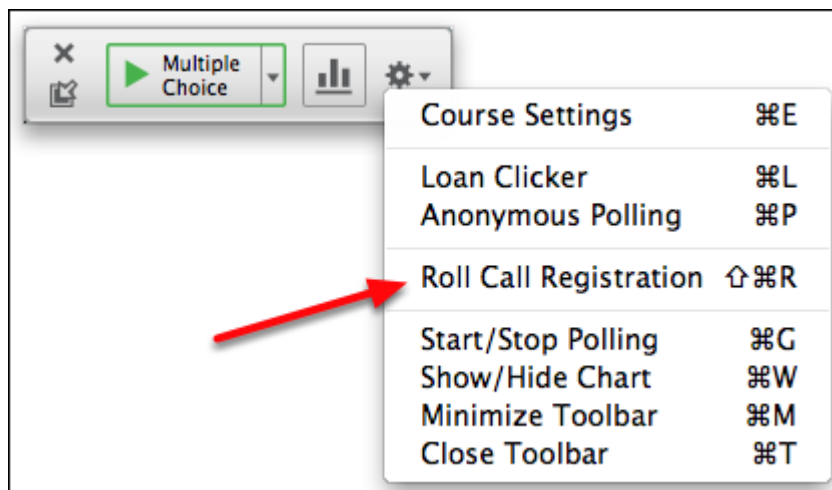 Multiple
Choice
Course Settings ⌘E
Loan Clicker ⌘L
Anonymous Polling ⌘P
Roll Call Registration ⇧⌘R
Start/Stop Polling ⌘G
Show/Hide Chart ⌘W
Minimize Toolbar ⌘M
Close Toolbar ⌘T